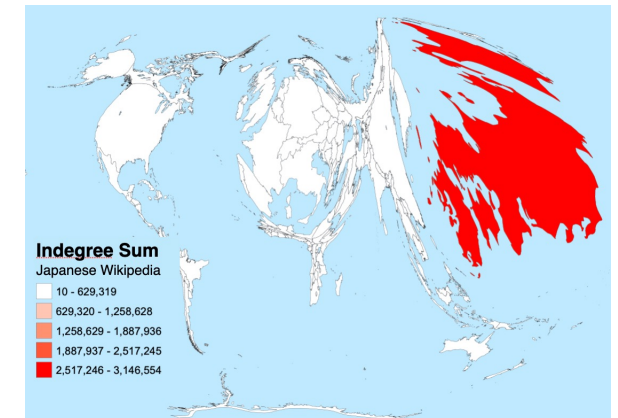 Indegree Sum
Japanese Wikipedia
10 - 629,319
629,320 - 1,258,628
1,258,629 - 1,887,936
1,887,937 - 2,517,245
2,517,246 - 3,146,554